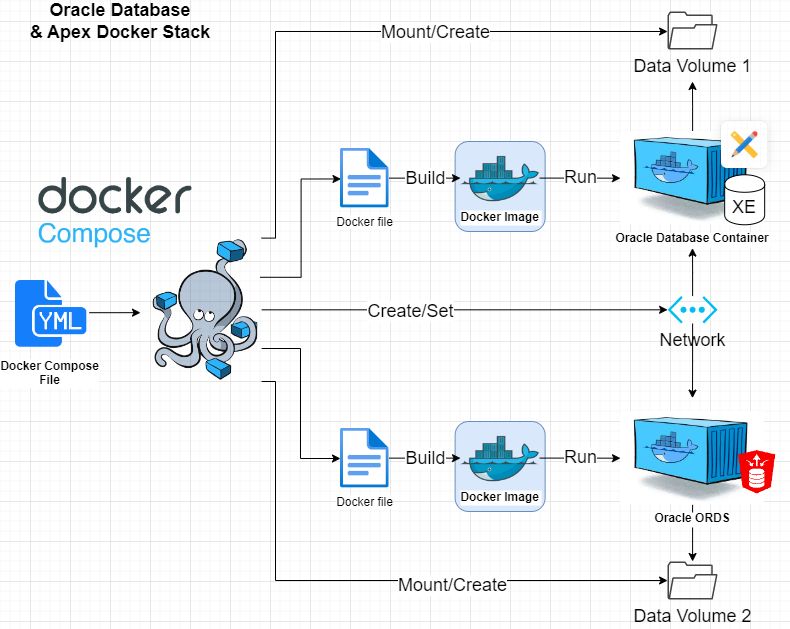 Oracle Database
& Apex Docker Stack
Mount/Create
Data Volume 1
Build
Docker Image
Run
Docker file
XE
Oracle Database Container
docker
Compose
YML
Docker Compose
File
Create/Set
Network
Build
Docker Image
Run
Docker file
Oracle ORDS
Mount/Create
Data Volume 2